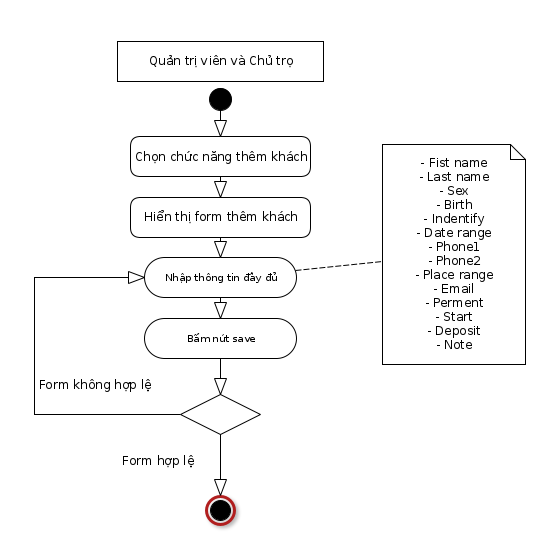 Quản trị viên và Chủ trọ
Chọn chức năng thêm khách
Hiển thị form thêm khách
Nhập thông tin đầy đủ
Bấm nút save
Form không hợp lệ
Form hợp lệ
- Fist name
- Last name
- Sex
- Birth
- Indentify
- Date range
- Phone1
- Phone2
- Place range
- Email
- Perment
- Start
- Deposit
- Note